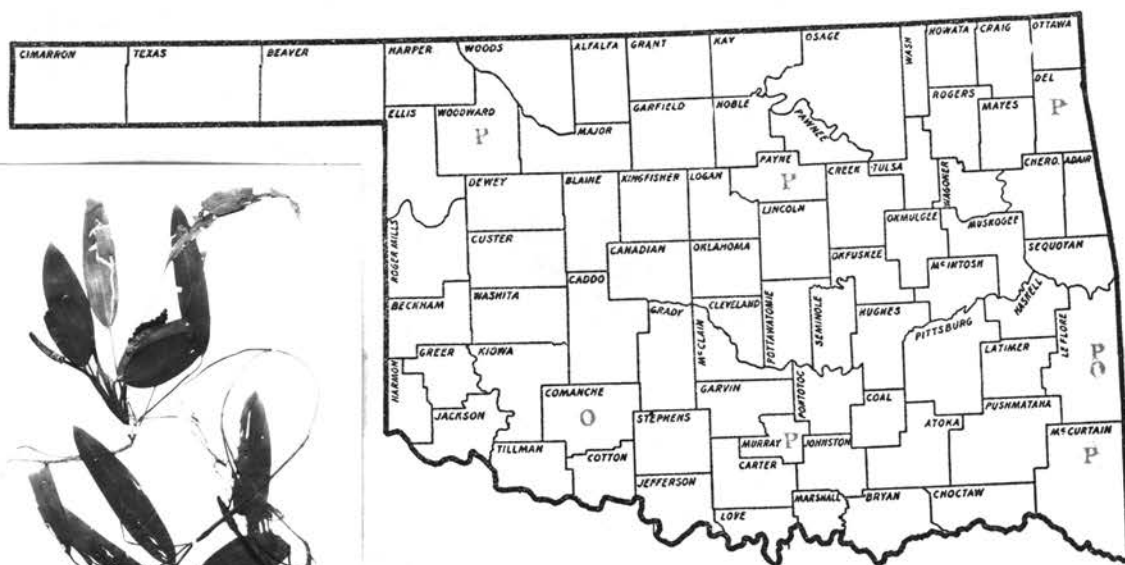 CIMARRON TEXAS BEAVER HARPER WOODS ALFALFA GRANT KAY OSAGE WASH NOWATA CRAIG OTTAWA
ELLIS WOODWARD MAJOR GARFIELD NOBLE PAWNEE ROGERS MAYES DEL
P P
DEWEY BLAINE KINGFISHER LOGAN PAYNE CREEK TULSA WAGONER CHERO. ADAIR
P
LINCOLN
ROGER MILLS CUSTER CANADIAN OKLAHOMA OKMULGEE MUSKOGEE
OKFUSKEE McINTOSH SEQUOYAH
BECKHAM WASHITA CADDO GRADY CLEVELAND McCLAIN POTTAWATOMIE SEMINOLE HUGHES PITTSBURG HASKELL LE FLORE
P
O
HARMON GREER KIOWA COMANCHE GARVIN PONTOTOC COAL LATIMER
O
JACKSON STEPHENS MURRAY JOHNSTON ATOKA PUSHMATAHA McCURTAIN
P P
TILLMAN COTTON CARTER
JEFFERSON MARSHALL BRYAN CHOCTAW
LOVE